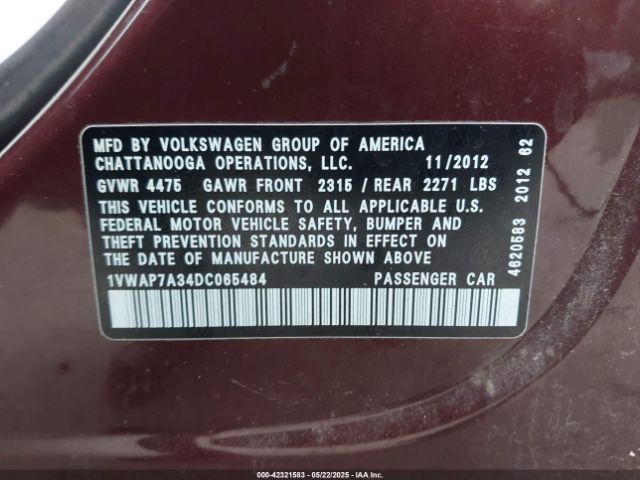 MFD BY VOLKSWAGEN GROUP OF AMERICA
CHATTANOOGA OPERATIONS, LLC. 11/2012
GVWR 4475 GAWR FRONT 2315 / REAR 2271 LBS
THIS VEHICLE CONFORMS TO ALL APPLICABLE U.S.
FEDERAL MOTOR VEHICLE SAFETY, BUMPER AND
THEFT PREVENTION STANDARDS IN EFFECT ON
THE DATE OF MANUFACTURE SHOWN ABOVE
1VWAP7A34DC065484 PASSENGER CAR
4620583 2012 62
000-42321583 - 05/22/2025 - IAAI, Inc.